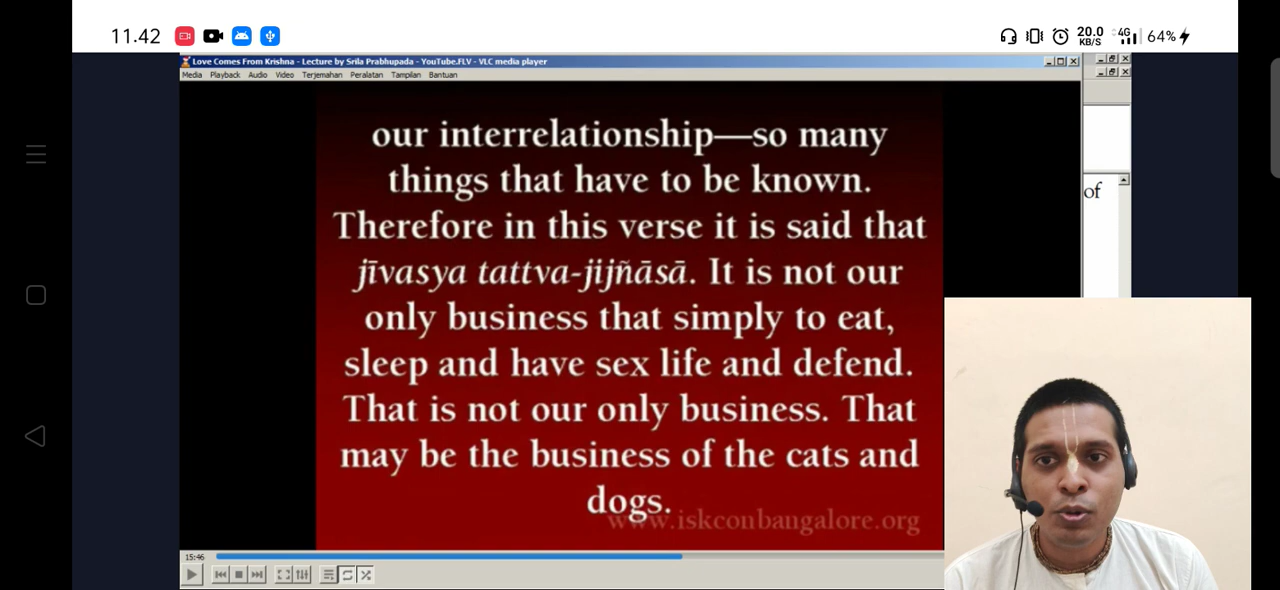 11.42
20.0
KB/S
4G
64%
Love Comes From Krishna - Lecture by Srila Prabhupada - YouTube.FLV - VLC media player
Media Playback Audio Video Terjemahan Peralatan Tampilan Bantuan
our interrelationship—so many
things that have to be known.
Therefore in this verse it is said that
jīvasya tattva-jijñāsā. It is not our
only business that simply to eat,
sleep and have sex life and defend.
That is not our only business. That
may be the business of the cats and
dogs.
www.iskconbangalore.org
of
15:46